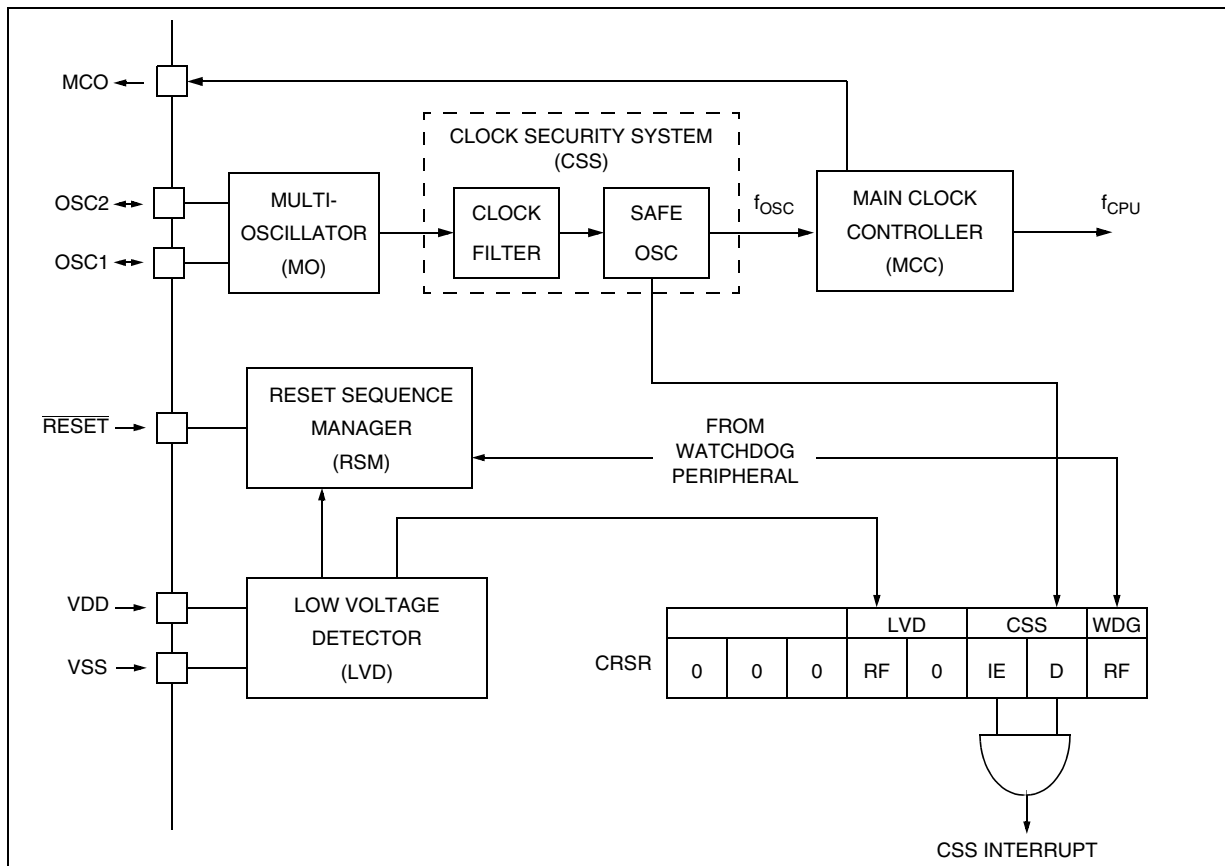 MCO
CLOCK SECURITY SYSTEM
(CSS)
OSC2
OSC1
MULTI-
OSCILLATOR
(MO)
CLOCK
FILTER
SAFE
OSC
fOSC
MAIN CLOCK
CONTROLLER
(MCC)
fCPU
RESET
RESET SEQUENCE
MANAGER
(RSM)
FROM
WATCHDOG
PERIPHERAL
VDD
VSS
LOW VOLTAGE
DETECTOR
(LVD)
LVD CSS WDG
CRSR 0 0 0 RF 0 IE D RF
CSS INTERRUPT